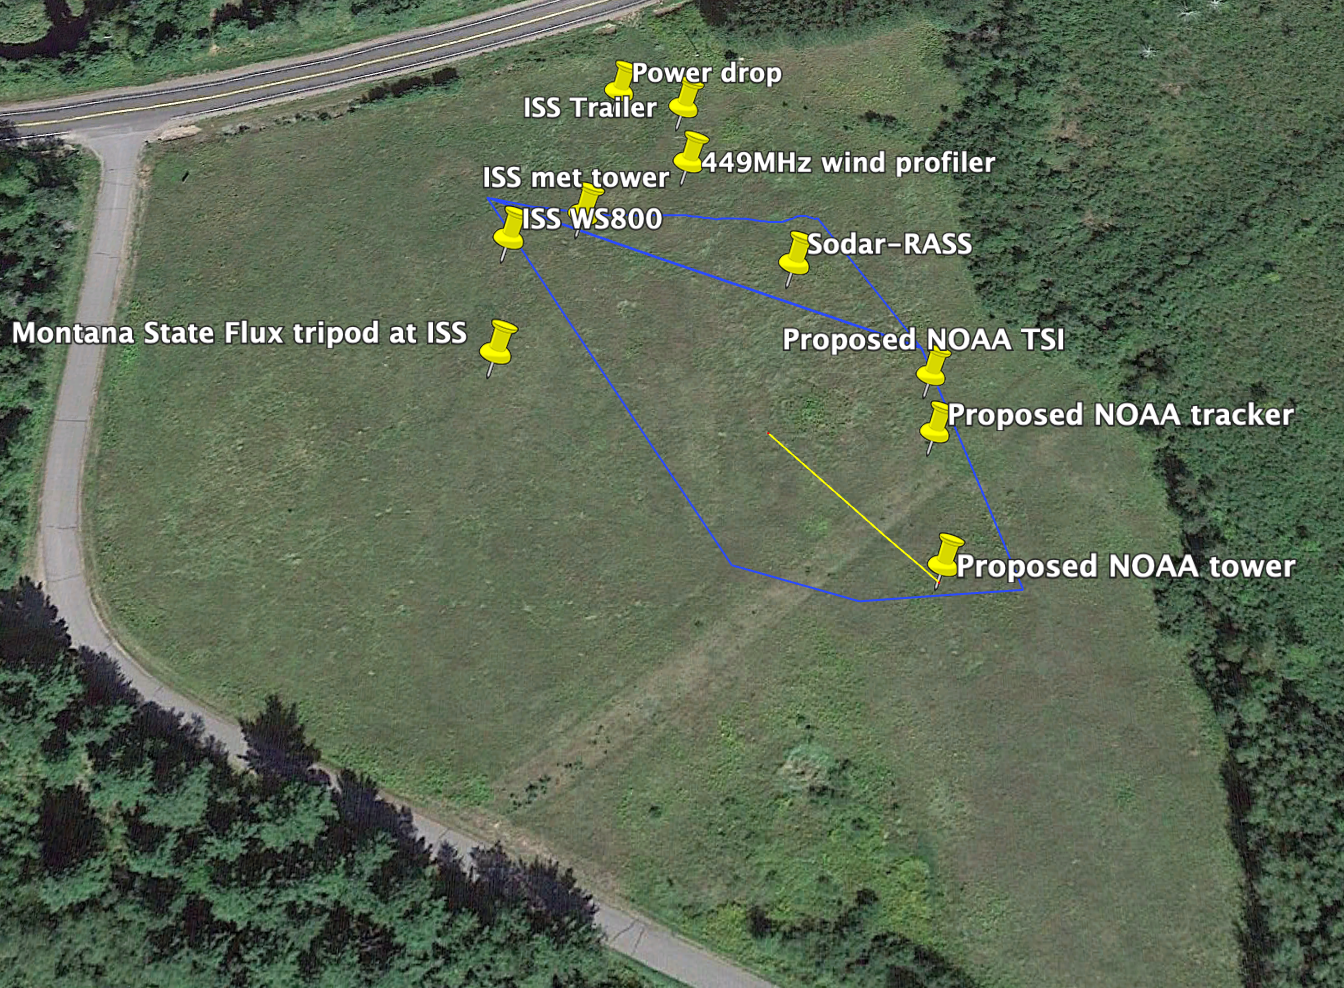 Power drop
ISS Trailer
449MHz wind profiler
ISS met tower
ISS WS800
Sodar-RASS
Montana State Flux tripod at ISS
Proposed NOAA TSI
Proposed NOAA tracker
Proposed NOAA tower